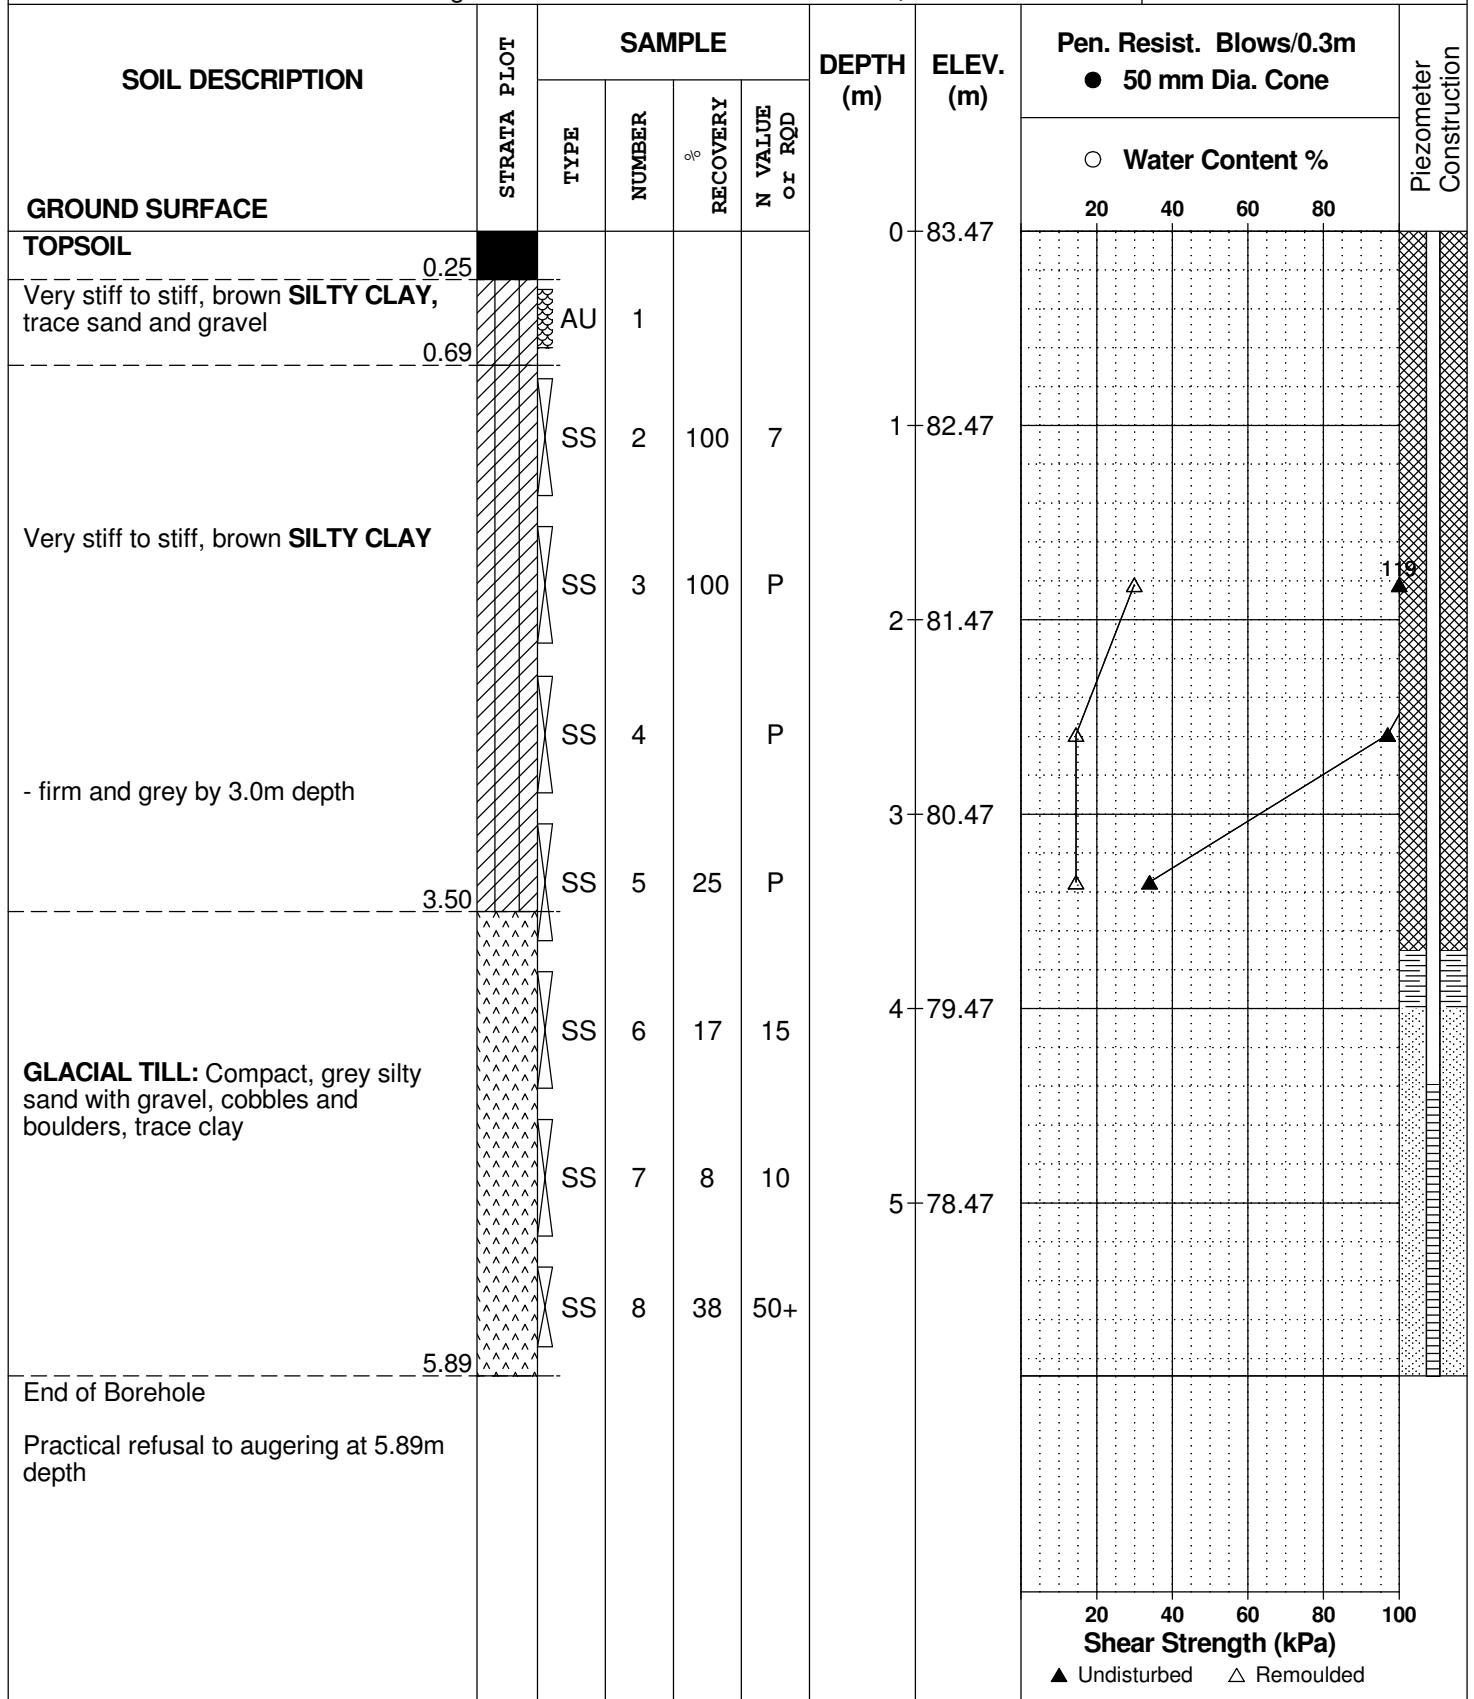 SOIL DESCRIPTION
GROUND SURFACE
STRATA PLOT
SAMPLE
TYPE
NUMBER
% RECOVERY
N VALUE or RQD
DEPTH (m)
ELEV. (m)
Pen. Resist. Blows/0.3m
● 50 mm Dia. Cone
○ Water Content %
20 40 60 80
Piezometer
Construction
0 83.47
TOPSOIL
0.25
Very stiff to stiff, brown SILTY CLAY,
trace sand and gravel
AU 1
0.69
SS 2 100 7
1 82.47
Very stiff to stiff, brown SILTY CLAY
SS 3 100 P
119
2 81.47
SS 4 P
- firm and grey by 3.0m depth
3 80.47
SS 5 25 P
3.50
4 79.47
SS 6 17 15
GLACIAL TILL: Compact, grey silty
sand with gravel, cobbles and
boulders, trace clay
SS 7 8 10
5 78.47
SS 8 38 50+
5.89
End of Borehole
Practical refusal to augering at 5.89m
depth
20 40 60 80 100
Shear Strength (kPa)
▲ Undisturbed △ Remoulded